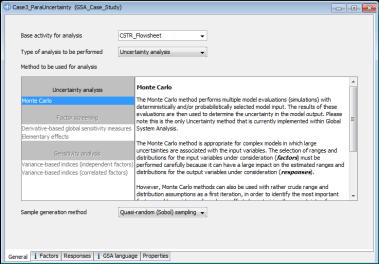 Case3_ParaUncertainty (GSA_Case_Study)
Base activity for analysis
CSTR_Flowsheet
Type of analysis to be performed
Uncertainty analysis
Method to be used for analysis
Uncertainty analysis
Monte Carlo
Factor screening
Derivative-based global sensitivity measures
Elementary effects
Sensitivity analysis
Variance-based indices (independent factors)
Variance-based indices (correlated factors)
Monte Carlo
The Monte Carlo method performs multiple model evaluations (simulations) with
deterministically and/or probabilistically selected model input. The results of these
evaluations are then used to determine the uncertainty in the model output. Please
note this is the only Uncertainty method that is currently implemented within Global
System Analysis.
The Monte Carlo method is appropriate for complex models in which large
uncertainties are associated with the input variables. The selection of ranges and
distributions for the input variables under consideration (factors) must be
performed carefully because it can have a large impact on the estimated ranges and
distributions for the output variables under consideration (responses).
However, Monte Carlo methods can also be used with rather crude range and
distribution assumptions as a first iteration, in order to identify the most important
Sample generation method
Quasi-random (Sobol) sampling
General
i Factors
Responses
i GSA language
Properties